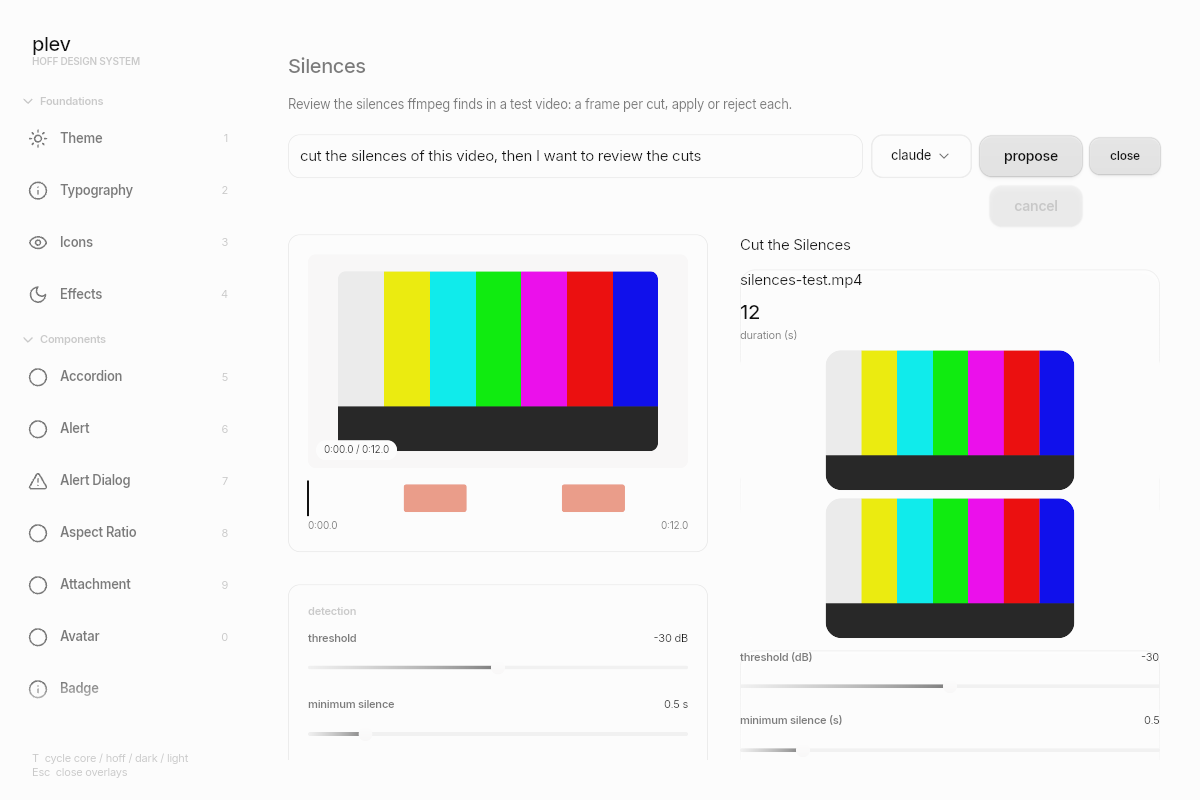 plev
HOFF DESIGN SYSTEM
Foundations
Theme 1
Typography 2
Icons 3
Effects 4
Components
Accordion 5
Alert 6
Alert Dialog 7
Aspect Ratio 8
Attachment 9
Avatar 0
Badge
T cycle core / hoff / dark / light
Esc close overlays
Silences
Review the silences ffmpeg finds in a test video: a frame per cut, apply or reject each.
cut the silences of this video, then I want to review the cuts
claude
propose
close
cancel
0:00.0 / 0:12.0
0:00.0 0:12.0
detection
threshold -30 dB
minimum silence 0.5 s
Cut the Silences
silences-test.mp4
12
duration (s)
threshold (dB) -30
minimum silence (s) 0.5